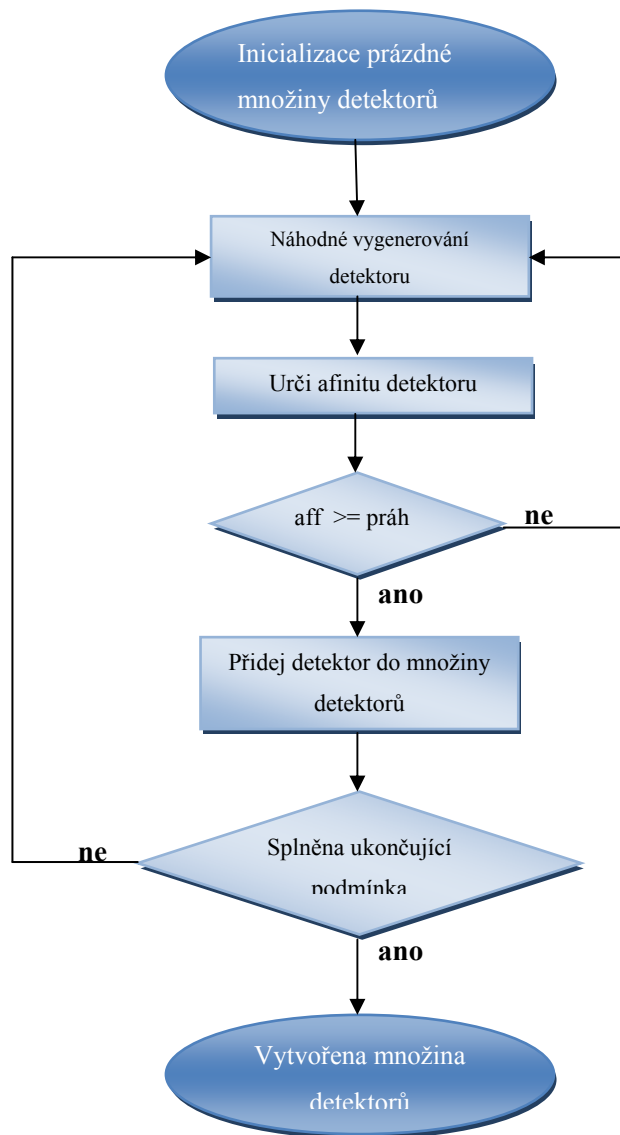 Inicializace prázdné
množiny detektorů
Náhodné vygenerování
detektoru
Urči afinitu detektoru
aff >= práh
ne
ano
Přidej detektor do množiny
detektorů
ne
Splněna ukončující
podmínka
ano
Vytvořena množina
detektorů